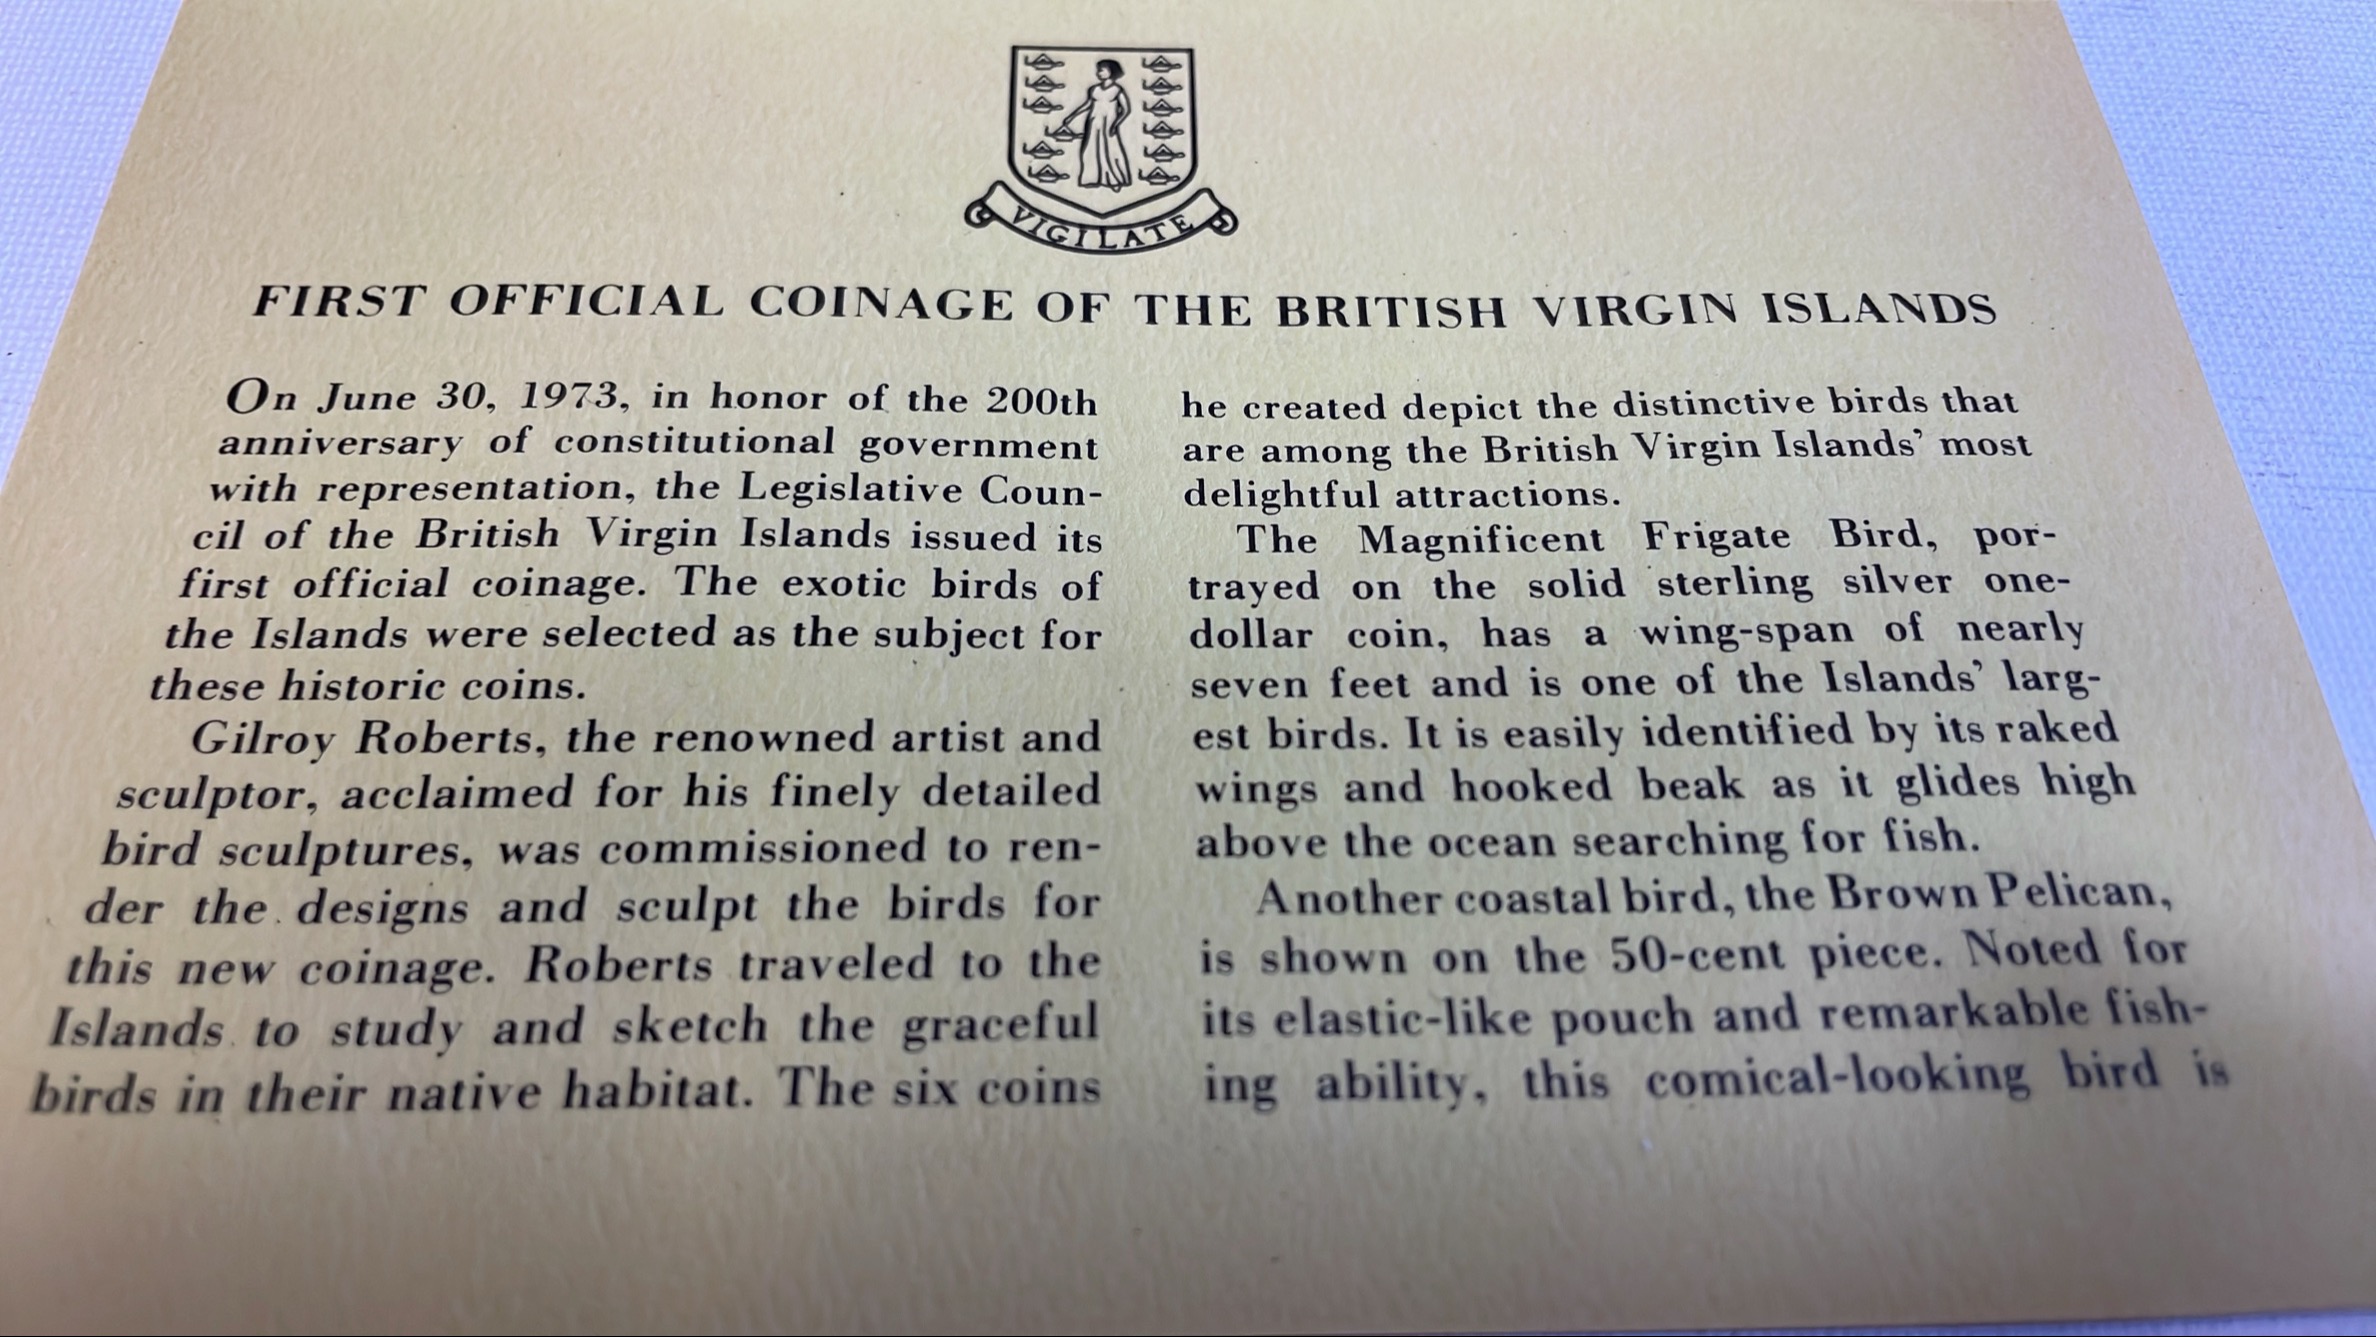 VIGILATE
FIRST OFFICIAL COINAGE OF THE BRITISH VIRGIN ISLANDS
On June 30, 1973, in honor of the 200th
anniversary of constitutional government
with representation, the Legislative Coun-
cil of the British Virgin Islands issued its
first official coinage. The exotic birds of
the Islands were selected as the subject for
these historic coins.
Gilroy Roberts, the renowned artist and
sculptor, acclaimed for his finely detailed
bird sculptures, was commissioned to ren-
der the designs and sculpt the birds for
this new coinage. Roberts traveled to the
Islands to study and sketch the graceful
birds in their native habitat. The six coins
he created depict the distinctive birds that
are among the British Virgin Islands' most
delightful attractions.
The Magnificent Frigate Bird, por-
trayed on the solid sterling silver one-
dollar coin, has a wing-span of nearly
seven feet and is one of the Islands' larg-
est birds. It is easily identified by its raked
wings and hooked beak as it glides high
above the ocean searching for fish.
Another coastal bird, the Brown Pelican,
is shown on the 50-cent piece. Noted for
its elastic-like pouch and remarkable fish-
ing ability, this comical-looking bird is